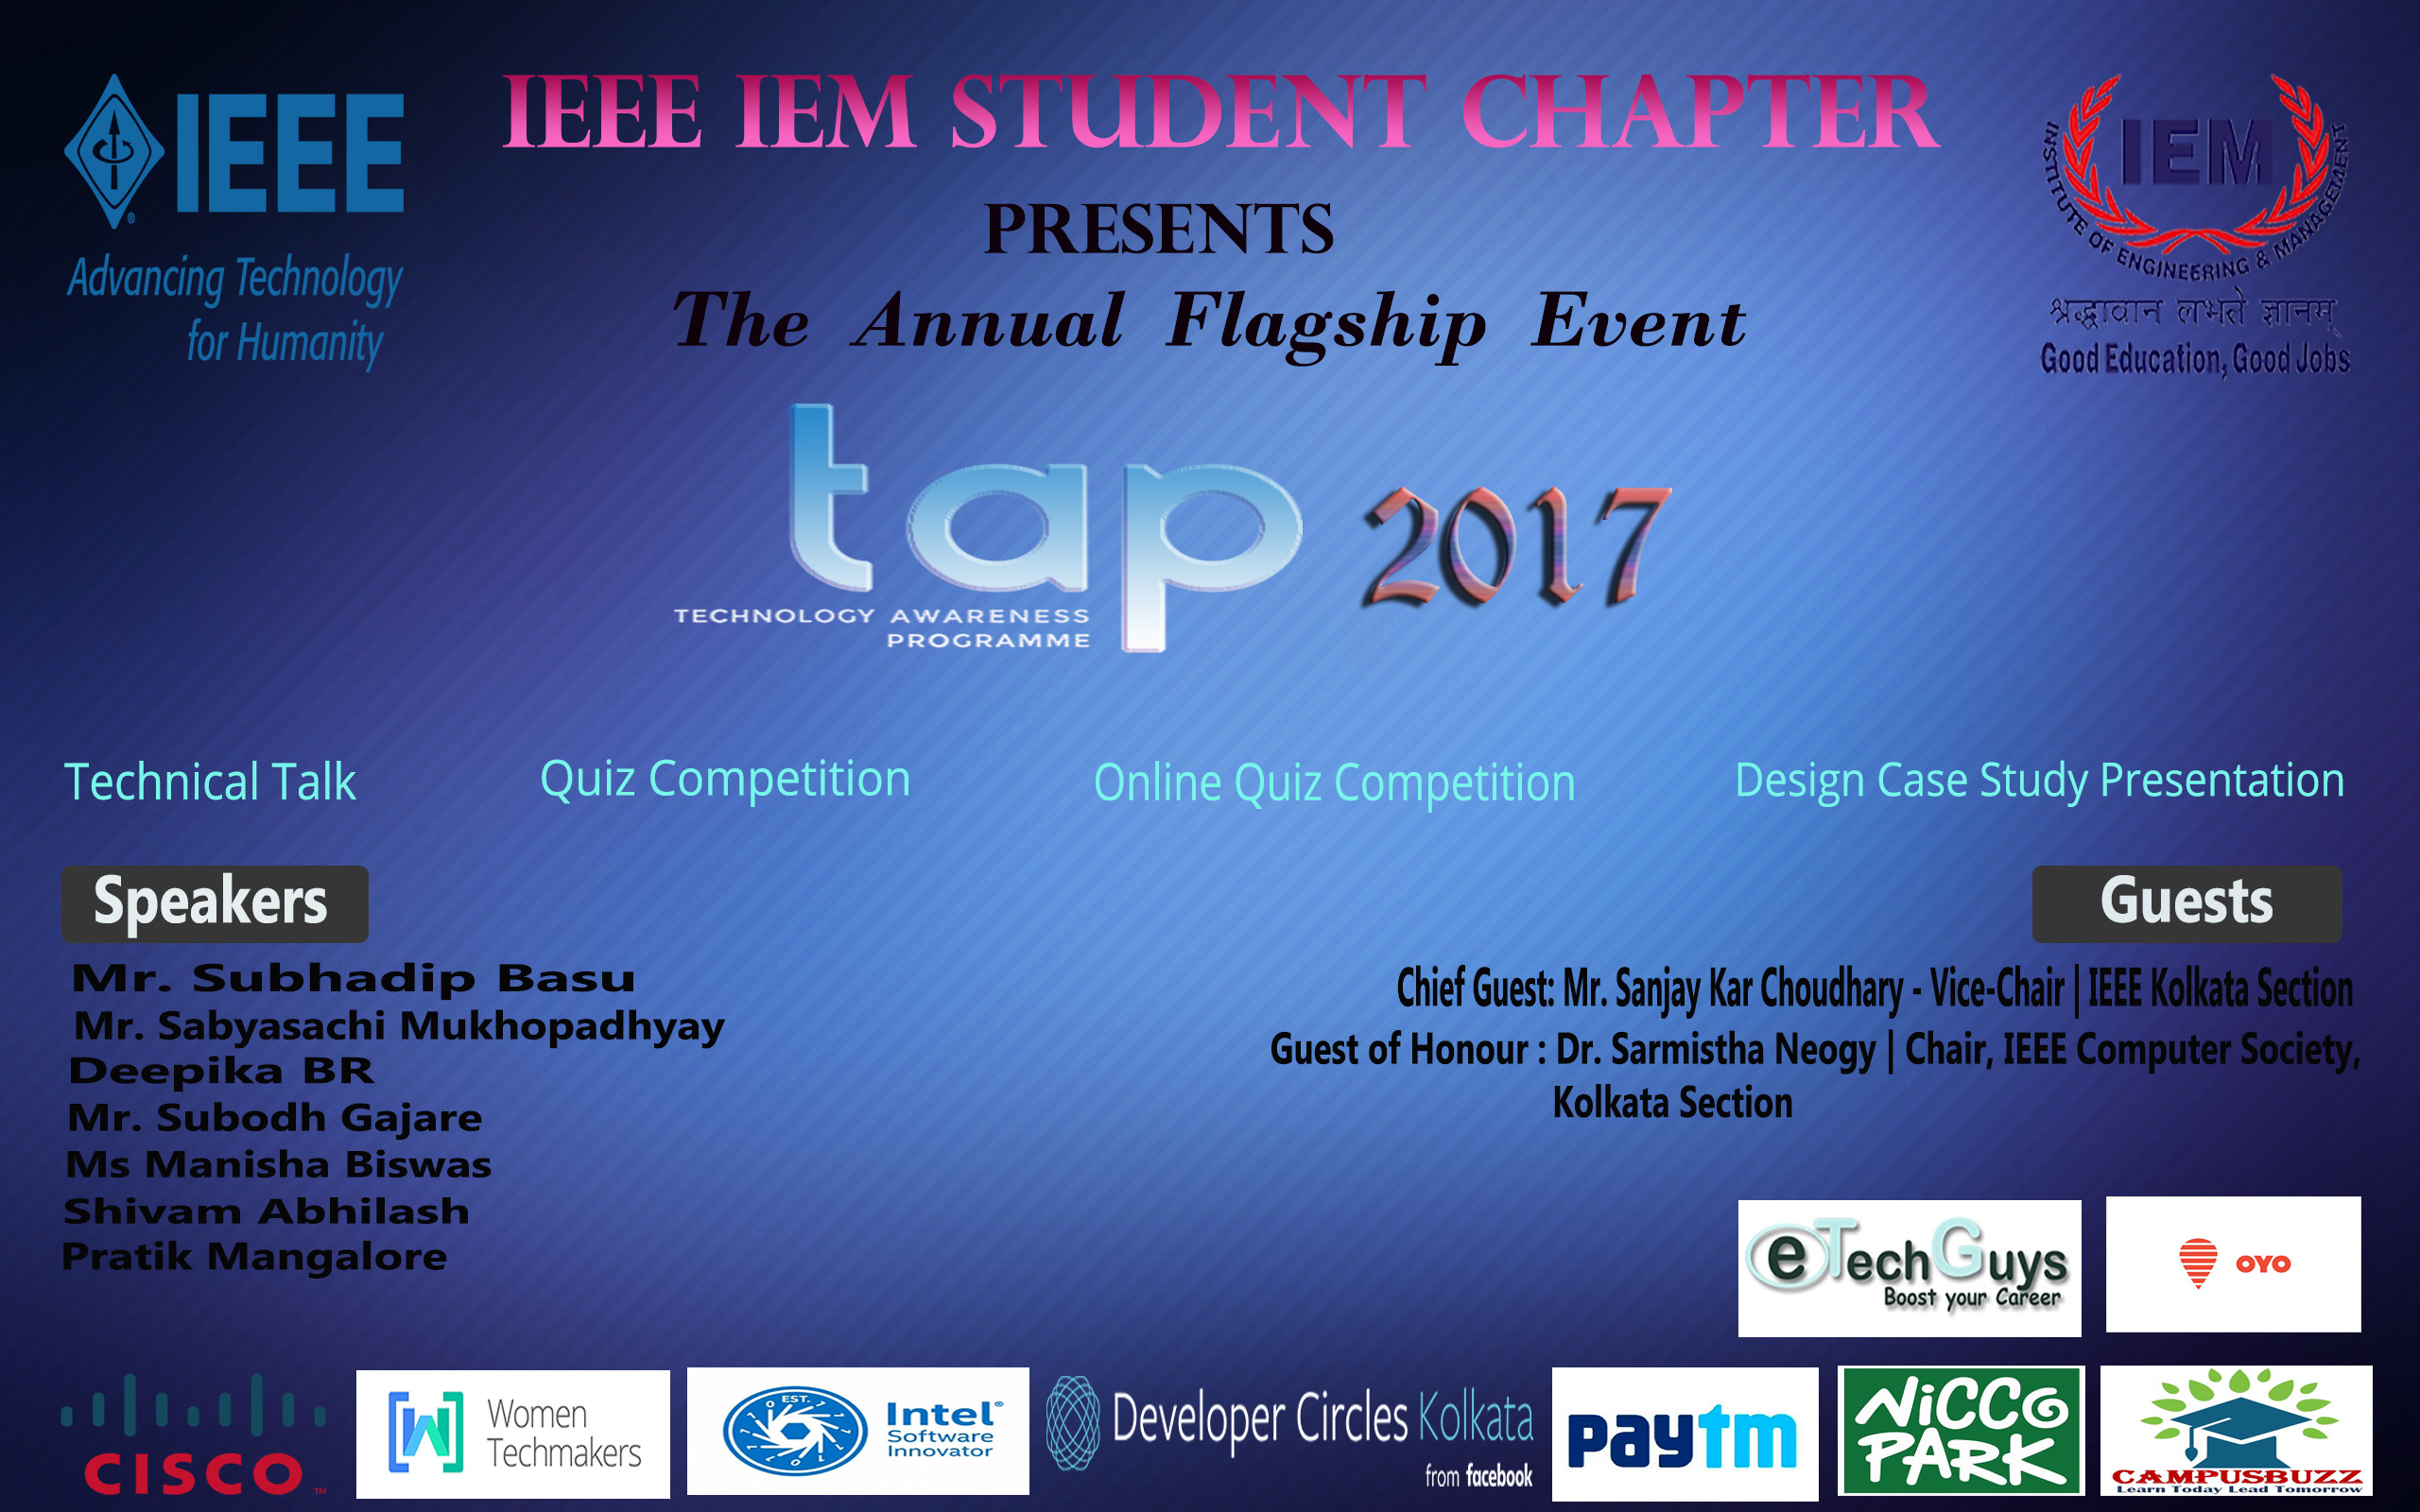 IEEE
Advancing Technology
for Humanity
IEEE IEM STUDENT CHAPTER
PRESENTS
The Annual Flagship Event
IEM
INSTITUTE OF ENGINEERING & MANAGEMENT
श्रद्धावान लभते ज्ञानम्
Good Education, Good Jobs
tap 2017
TECHNOLOGY AWARENESS
PROGRAMME
Technical Talk
Quiz Competition
Online Quiz Competition
Design Case Study Presentation
Speakers
Mr. Subhadip Basu
Mr. Sabyasachi Mukhopadhyay
Deepika BR
Mr. Subodh Gajare
Ms Manisha Biswas
Shivam Abhilash
Pratik Mangalore
Guests
Chief Guest: Mr. Sanjay Kar Choudhary - Vice-Chair | IEEE Kolkata Section
Guest of Honour : Dr. Sarmistha Neogy | Chair, IEEE Computer Society,
Kolkata Section
eTechGuys
Boost your Career
OYO
CISCO™
Women
Techmakers
EST.
Intel®
Software
Innovator
Developer Circles Kolkata
from facebook
paytm
NICCO
PARK
CAMPUSBUZZ
Learn Today Lead Tomorrow